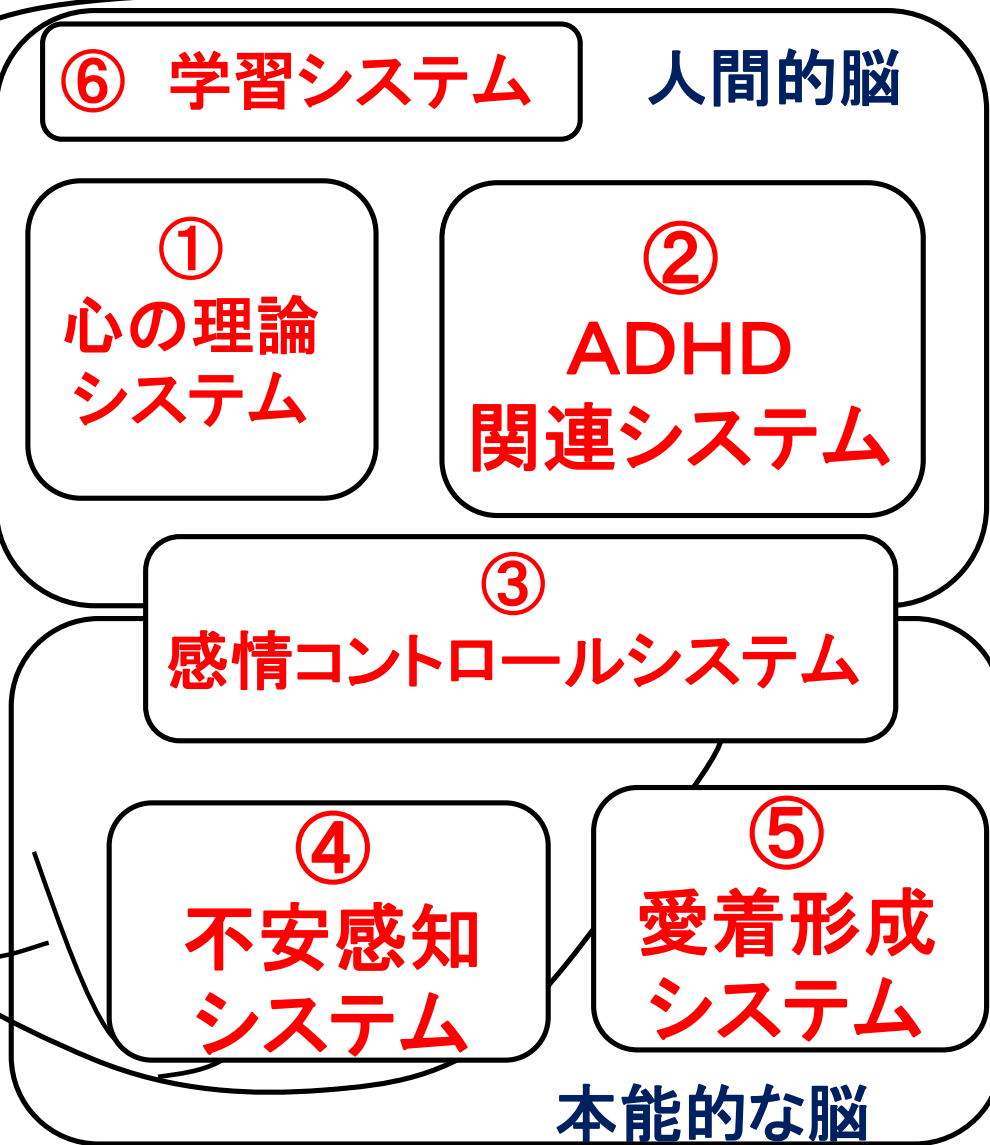 ⑥　学習システム
人間的脳
①
心の理論
システム
②
ＡＤＨＤ
関連システム
③
感情コントロールシステム
④
不安感知
システム
⑤
愛着形成
システム
本能的な脳